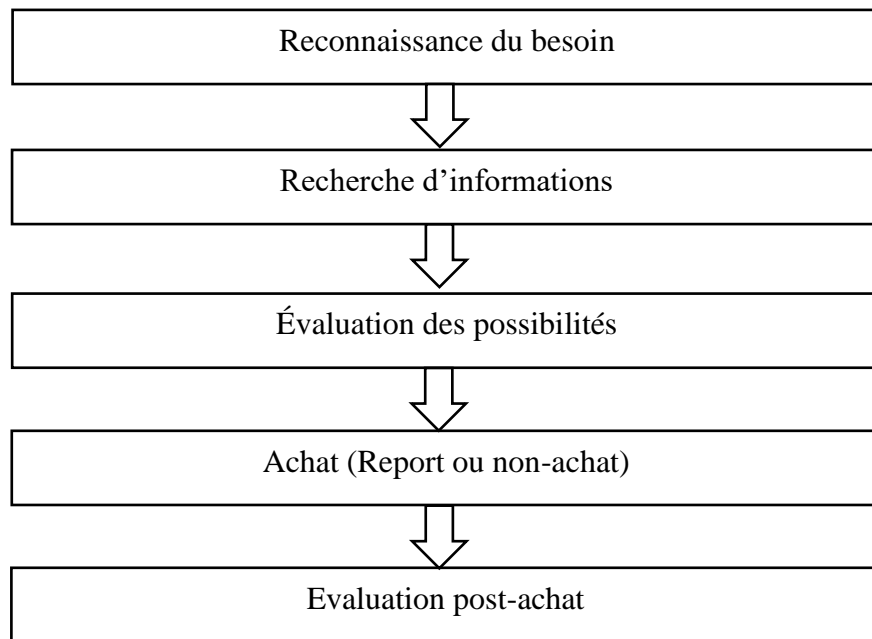 Reconnaissance du besoin
Recherche d’informations
Évaluation des possibilités
Achat (Report ou non-achat)
Evaluation post-achat